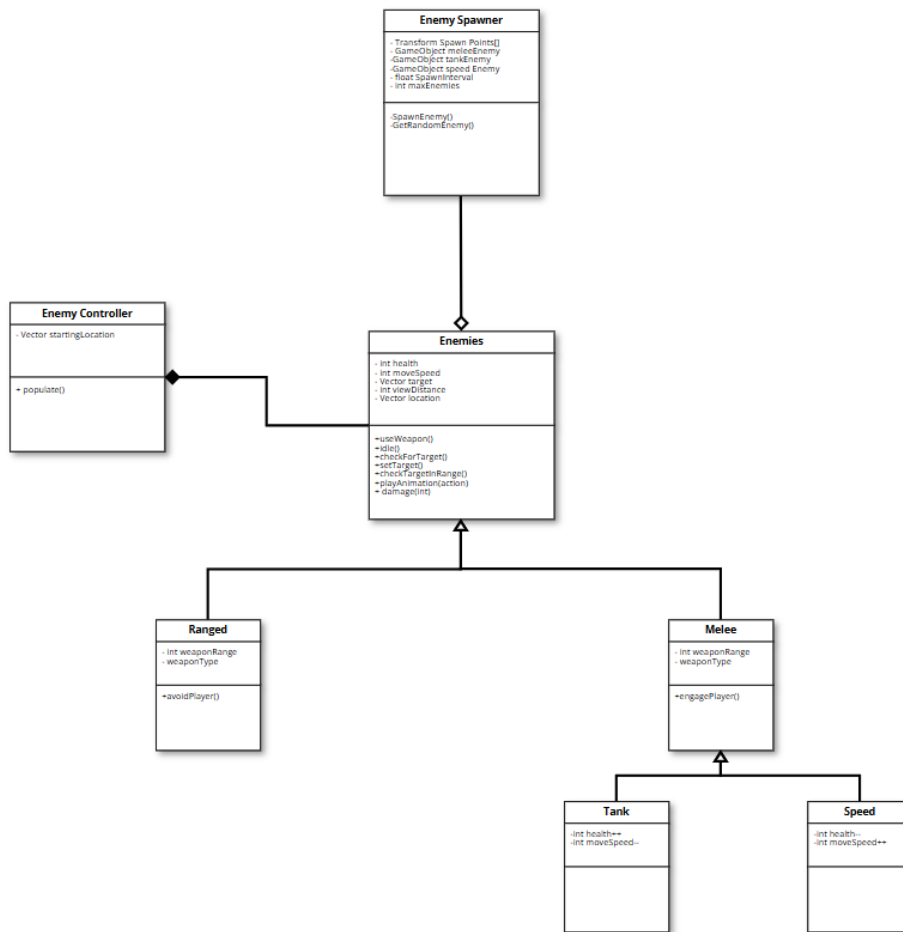 Enemy Spawner
- Transform Spawn Points[]
- GameObject meleeEnemy
-GameObject tankEnemy
-GameObject speed Enemy
- float SpawnInterval
- int maxEnemies
-SpawnEnemy()
-GetRandomEnemy()
Enemy Controller
- Vector startingLocation
+ populate()
Enemies
- int health
- int moveSpeed
- Vector target
- int viewDistance
- Vector location
+useWeapon()
+idle()
+checkForTarget()
+setTarget()
+checkTargetInRange()
+playAnimation(action)
+ damage(int)
Ranged
- int weaponRange
- weaponType
+avoidPlayer()
Melee
- int weaponRange
- weaponType
+engagePlayer()
Tank
-int health++
-int moveSpeed--
Speed
-int health--
-int moveSpeed++